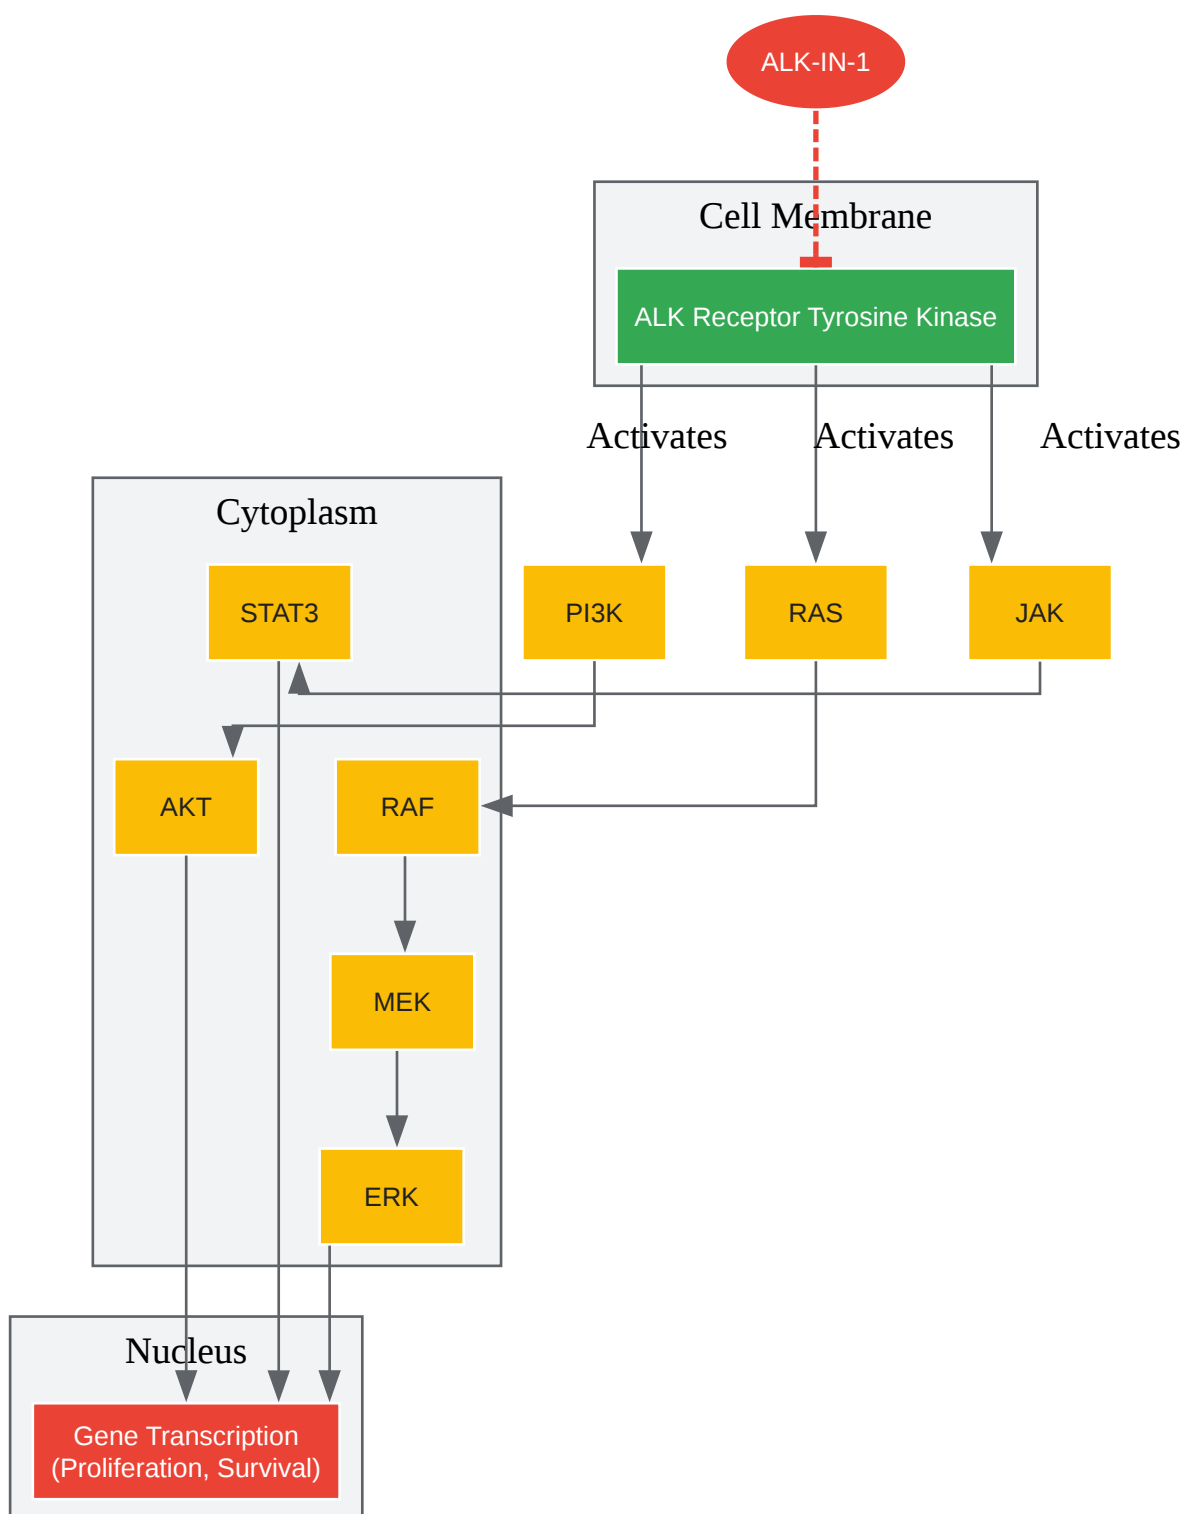 ALK-IN-1
Cell Membrane
ALK Receptor Tyrosine Kinase
Activates
Activates
Activates
Cytoplasm
STAT3
PI3K
RAS
JAK
AKT
RAF
MEK
ERK
Nucleus
Gene Transcription
(Proliferation, Survival)